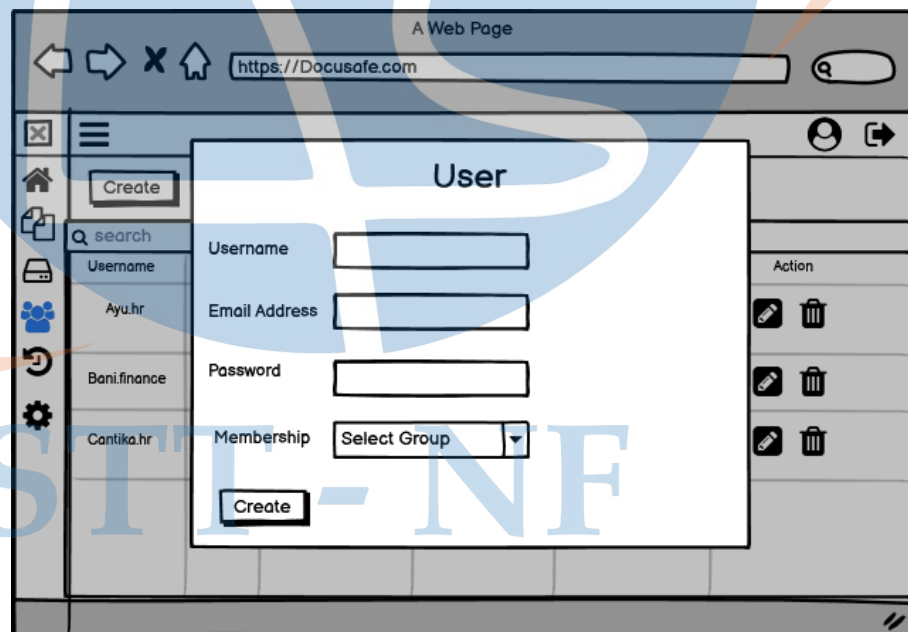 A Web Page
https://Docusafe.com
Create
search
Username
Action
Ayu.hr
Bani.finance
Cantika.hr
User
Username
Email Address
Password
Membership
Select Group
Create
STT - NF